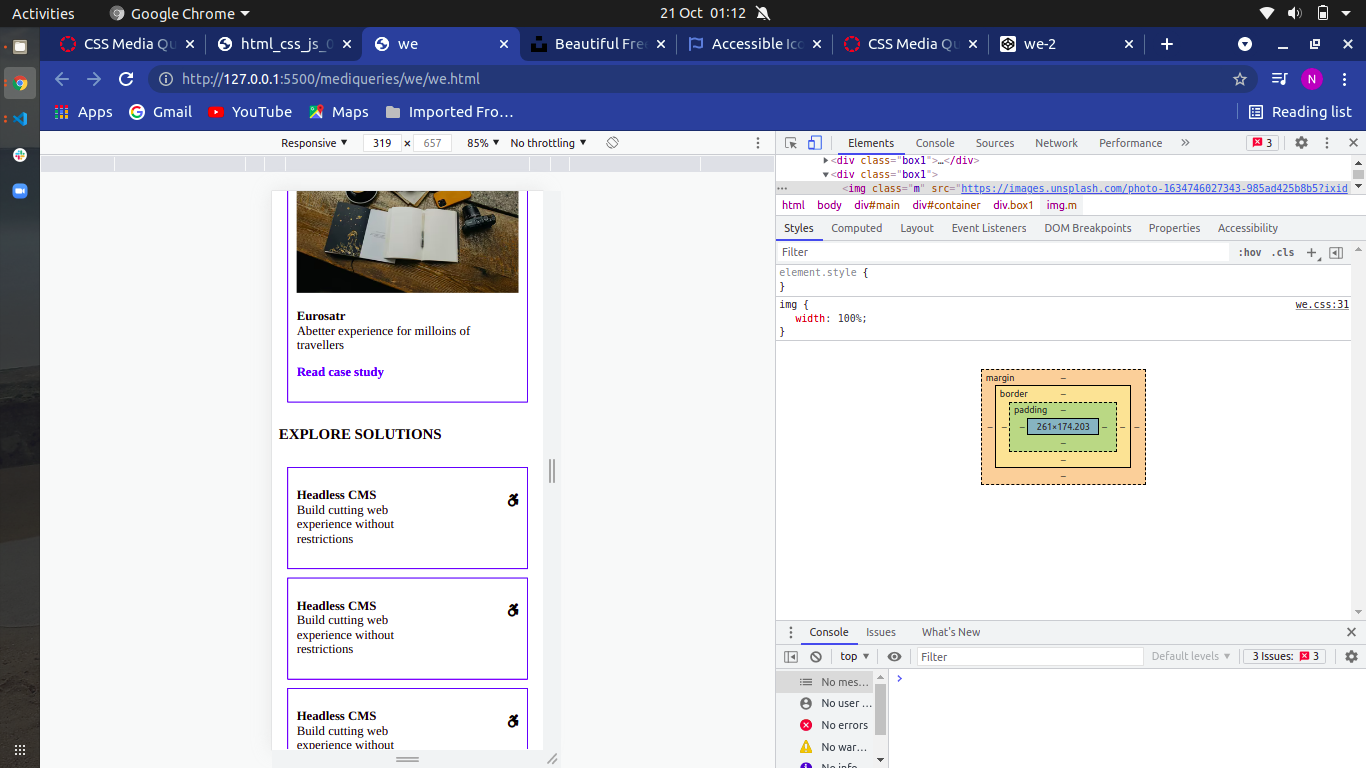 Activities
Google Chrome
21 Oct 01:12
CSS Media Qu
html_css_js_0
we
Beautiful Fre
Accessible Ico
CSS Media Qu
we-2
http://127.0.0.1:5500/mediqueries/we/we.html
N
Apps
Gmail
YouTube
Maps
Imported Fro…
Reading list
Responsive
319 × 657
85%
No throttling
Elements
Console
Sources
Network
Performance
»
3
<div class="box1">…</div>
<div class="box1">
<img class="m" src="https://images.unsplash.com/photo-1634746027343-985ad425b8b5?ixid
html
body
div#main
div#container
div.box1
img.m
Styles
Computed
Layout
Event Listeners
DOM Breakpoints
Properties
Accessibility
Filter
:hov
.cls
element.style {
}
img {
we.css:31
width: 100%;
}
margin
border
padding
261×174.203
Eurosatr
Abetter experience for milloins of
travellers
Read case study
EXPLORE SOLUTIONS
Headless CMS
Build cutting web
experience without
restrictions
Headless CMS
Build cutting web
experience without
restrictions
Headless CMS
Build cutting web
experience without
Console
Issues
What's New
top
Filter
Default levels
3 Issues:
3
No mes…
No user …
No errors
No war…
No info